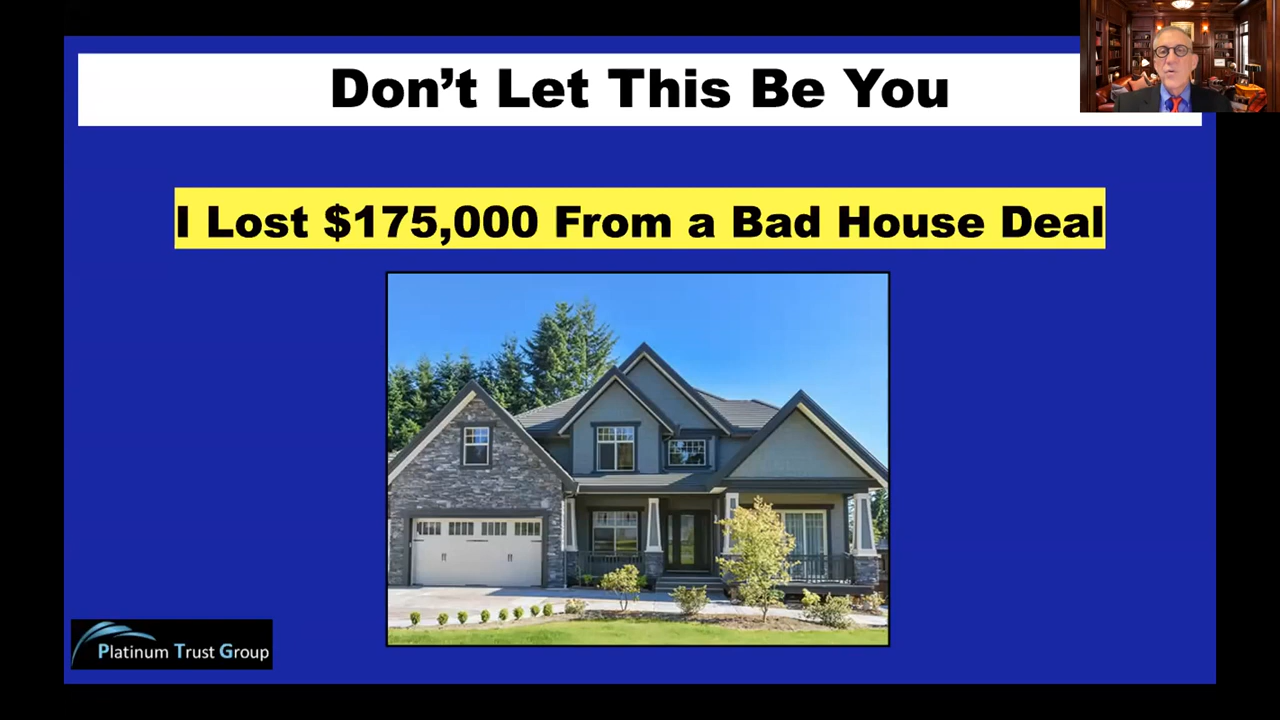 Don't Let This Be You
I Lost $175,000 From a Bad House Deal
Platinum Trust Group